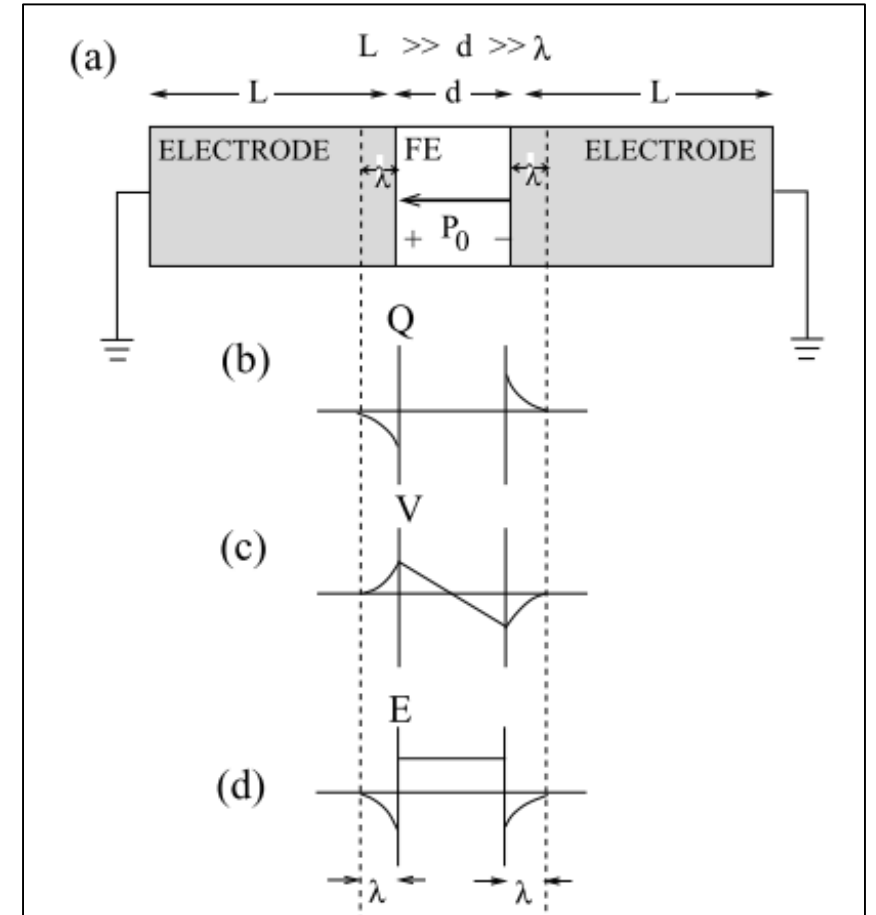 (a)
L >> d >> λ
L d L
ELECTRODE FE ELECTRODE
λ λ
P0
+ −
Q
(b)
V
(c)
E
(d)
λ λ